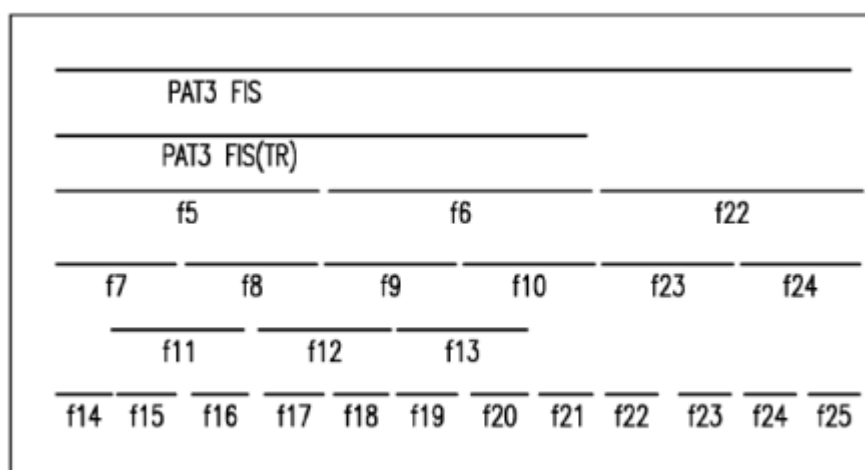 PAT3 FIS
PAT3 FIS(TR)
f5 f6 f22
f7 f8 f9 f10 f23 f24
f11 f12 f13
f14 f15 f16 f17 f18 f19 f20 f21 f22 f23 f24 f25